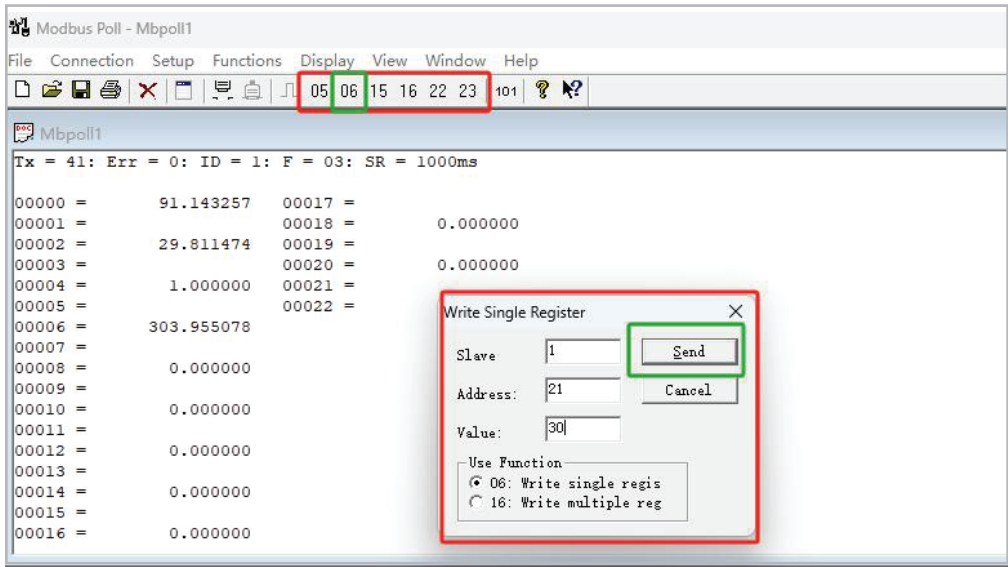 Modbus Poll - Mbpoll1
File Connection Setup Functions Display View Window Help
05 06 15 16 22 23 101
Mbpoll1
Tx = 41: Err = 0: ID = 1: F = 03: SR = 1000ms
00000 = 91.143257 00017 =
00001 = 00018 = 0.000000
00002 = 29.811474 00019 =
00003 = 00020 = 0.000000
00004 = 1.000000 00021 =
00005 = 00022 =
00006 = 303.955078
00007 =
00008 = 0.000000
00009 =
00010 = 0.000000
00011 =
00012 = 0.000000
00013 =
00014 = 0.000000
00015 =
00016 = 0.000000
Write Single Register
Slave 1 Send
Address: 21 Cancel
Value: 30
Use Function
06: Write single regis
16: Write multiple reg